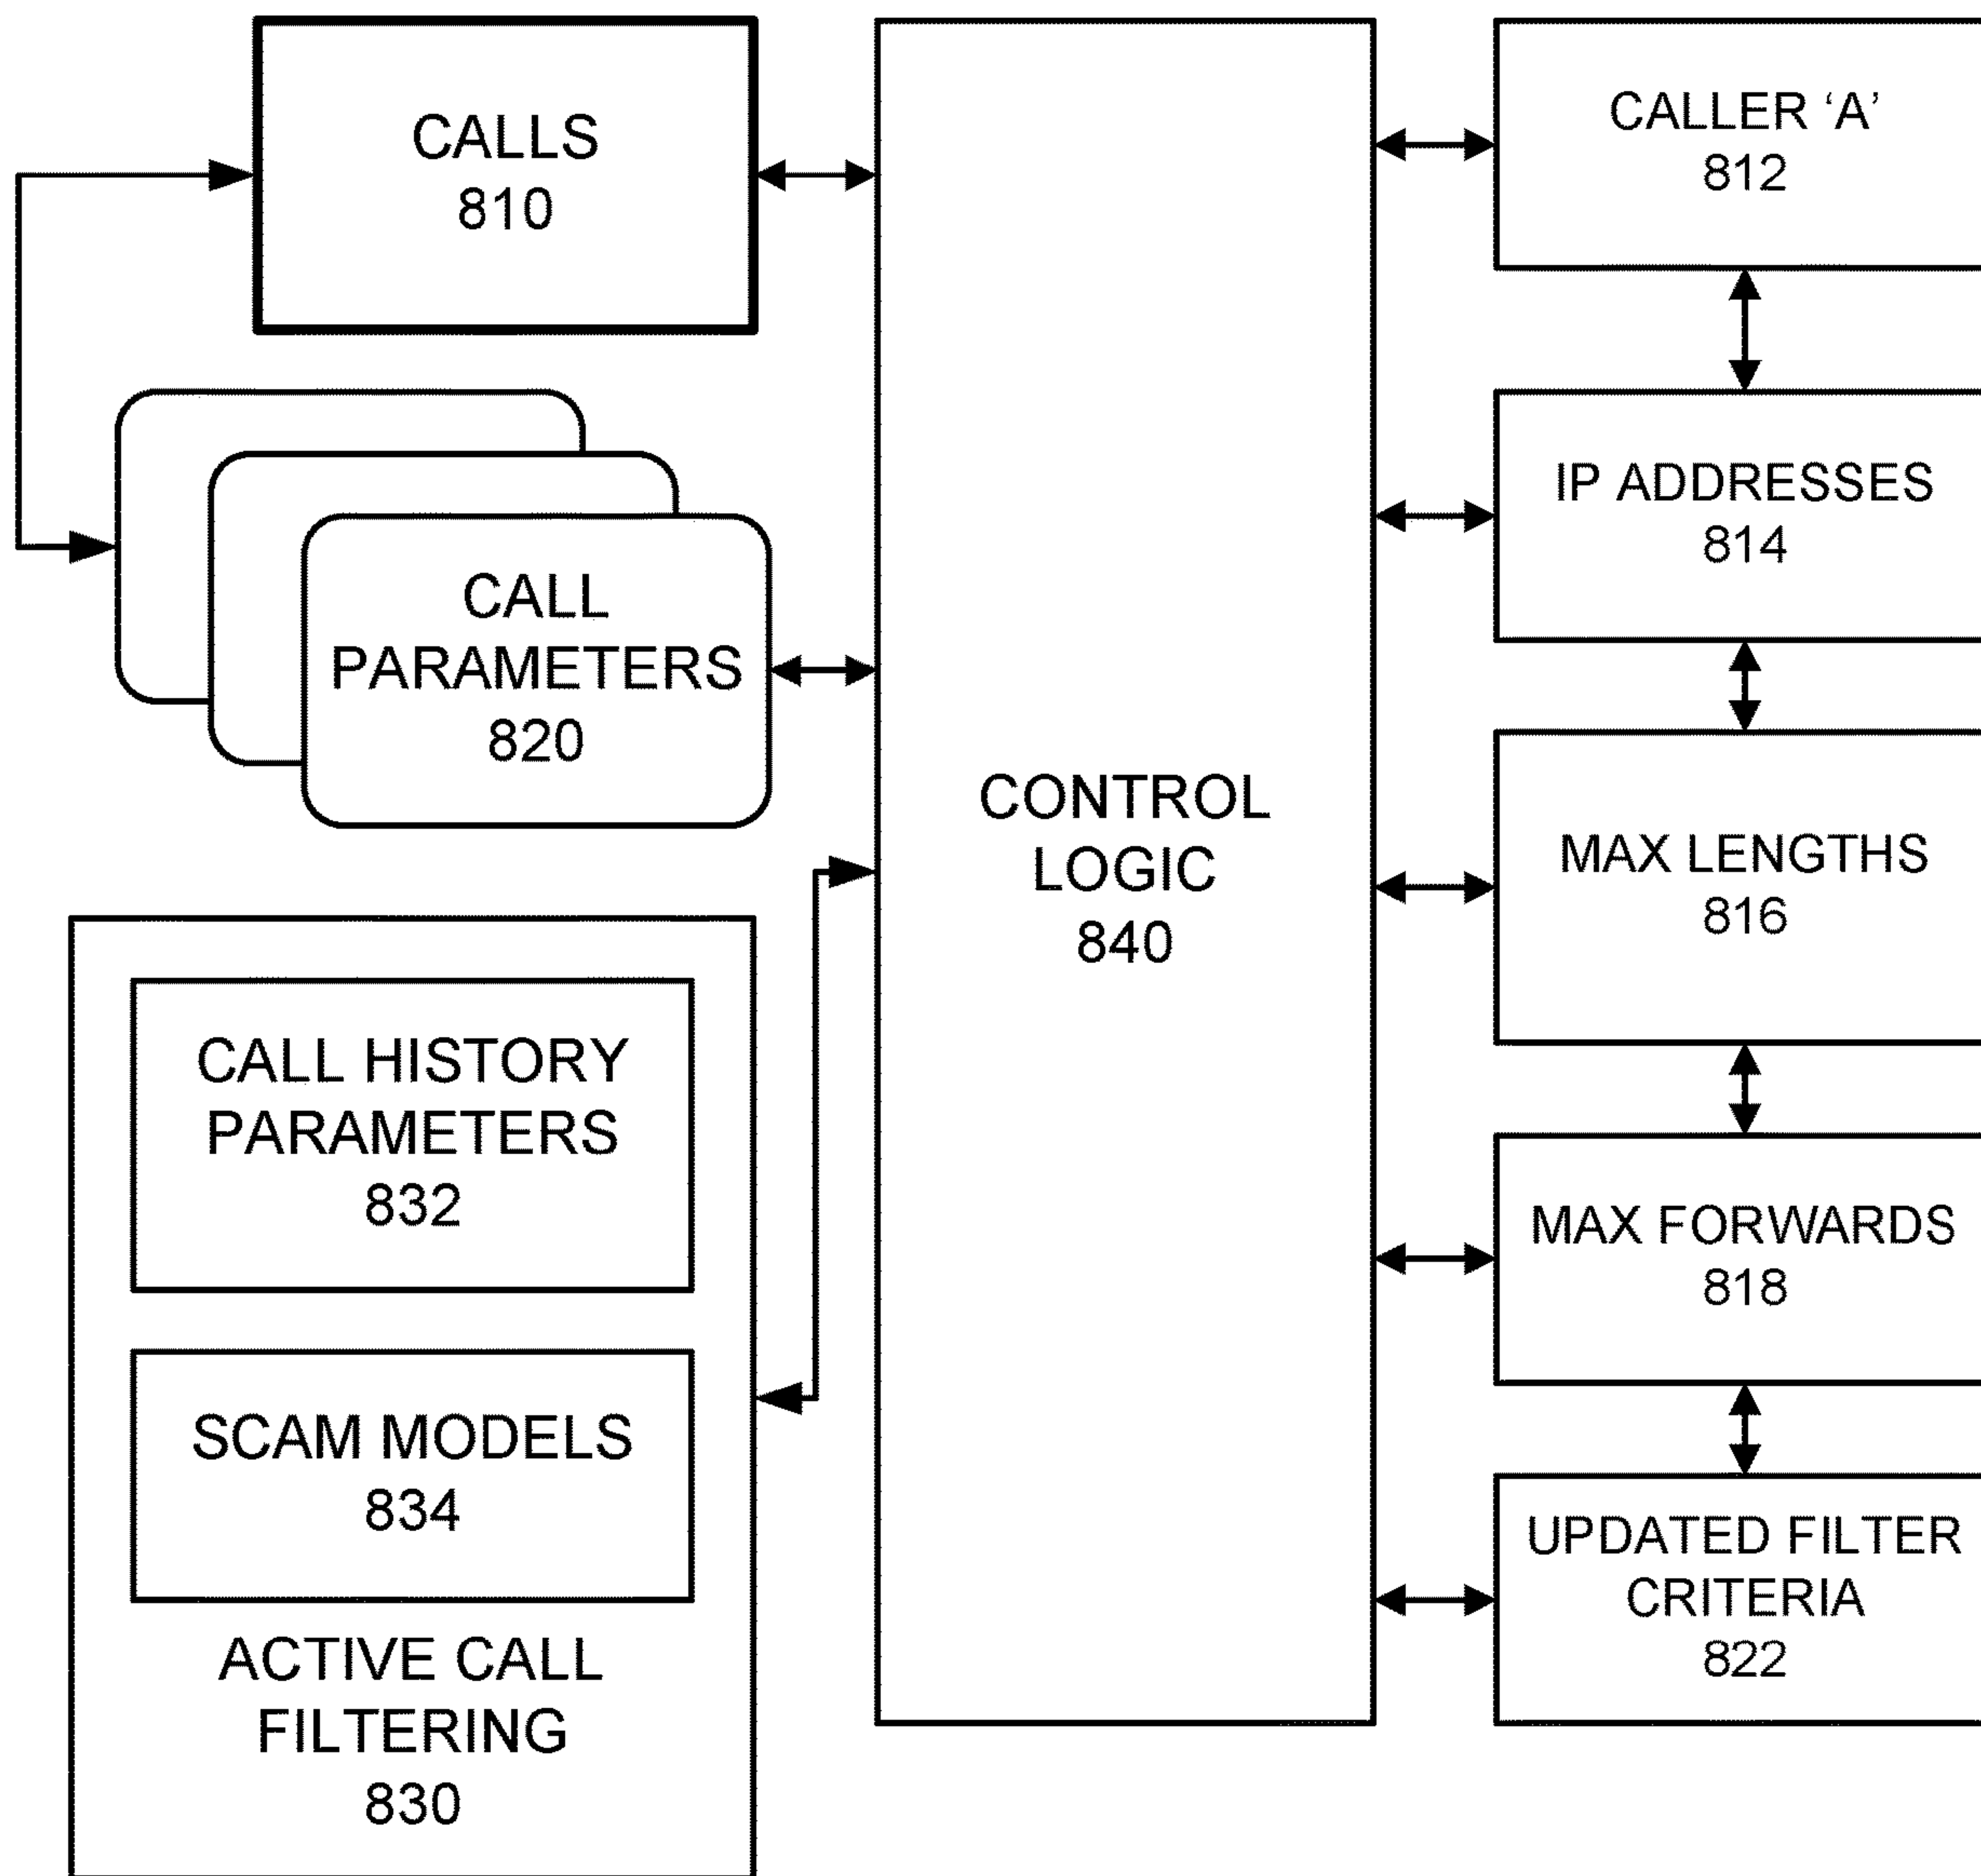 CALLS
810
CALL
PARAMETERS
820
CALL HISTORY
PARAMETERS
832
SCAM MODELS
834
ACTIVE CALL
FILTERING
830
CONTROL
LOGIC
840
CALLER ‘A’
812
IP ADDRESSES
814
MAX LENGTHS
816
MAX FORWARDS
818
UPDATED FILTER
CRITERIA
822